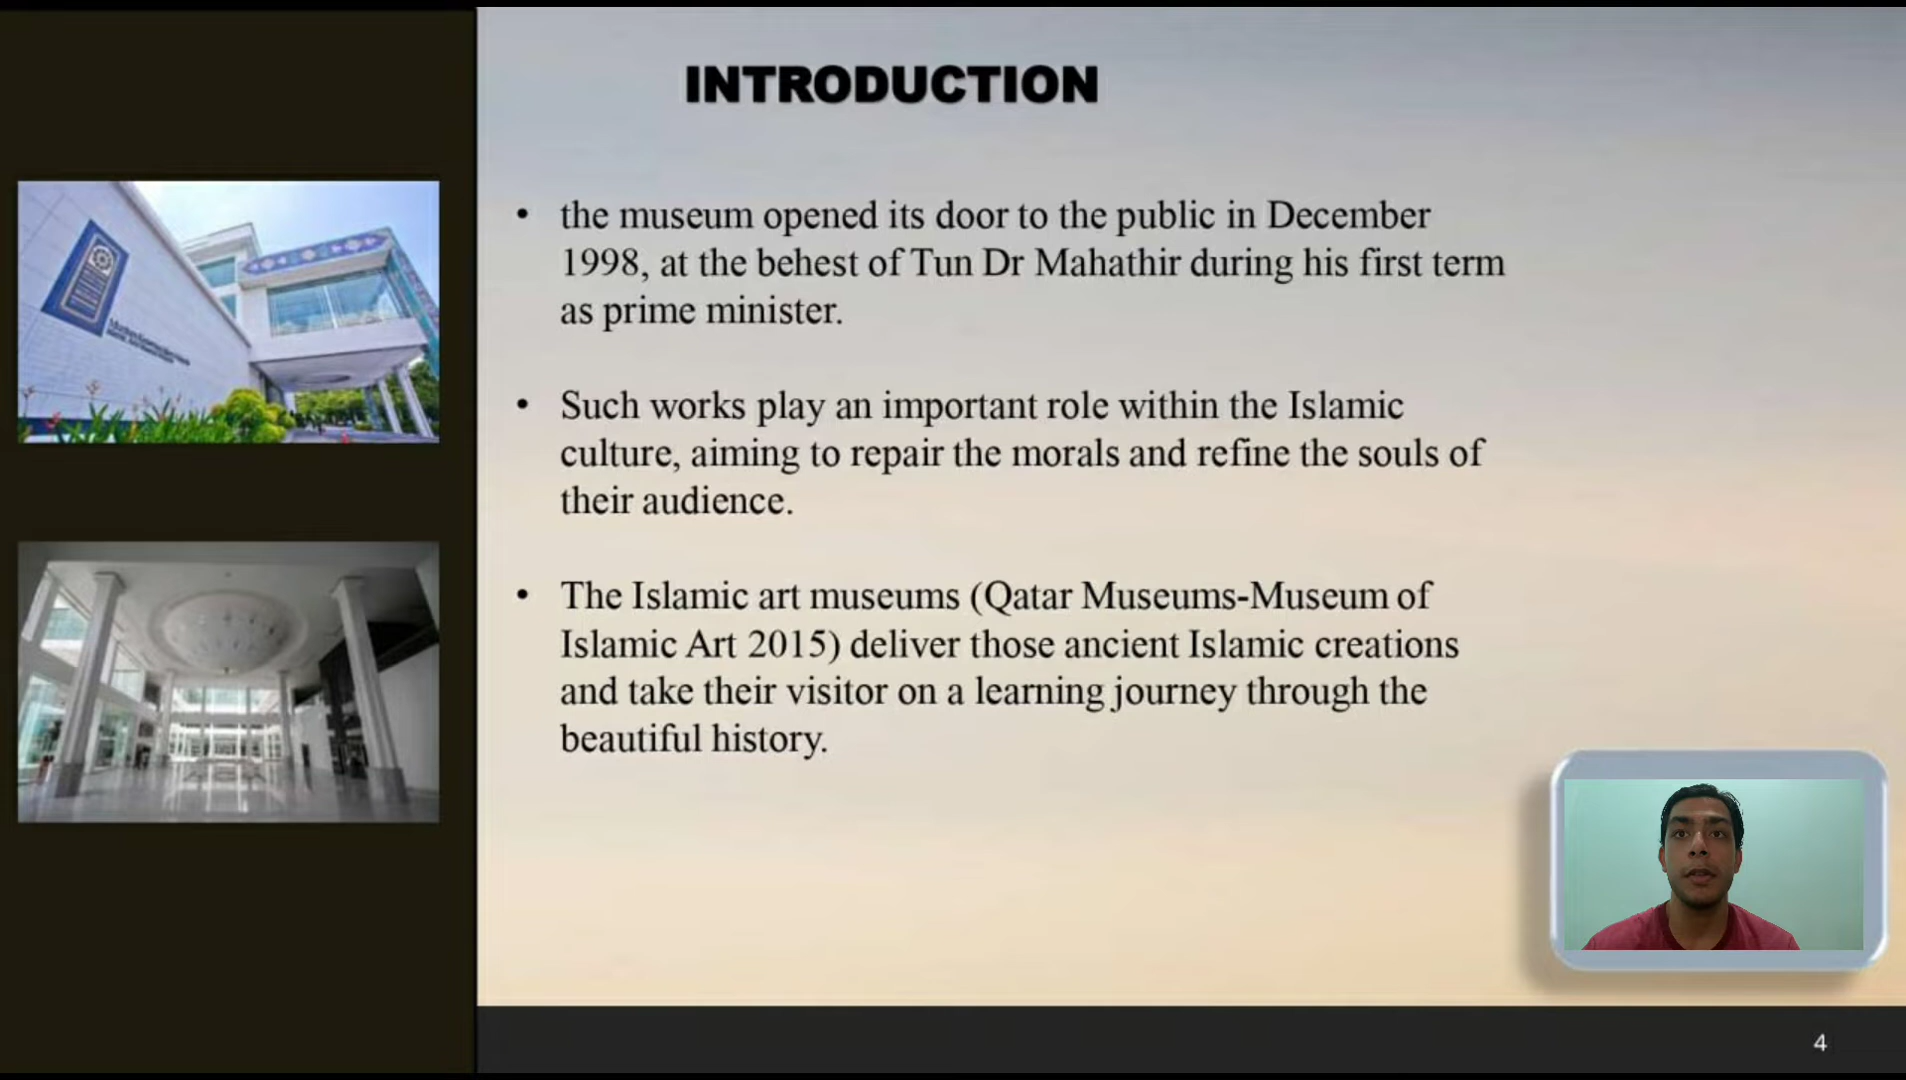 INTRODUCTION
• the museum opened its door to the public in December
1998, at the behest of Tun Dr Mahathir during his first term
as prime minister.
• Such works play an important role within the Islamic
culture, aiming to repair the morals and refine the souls of
their audience.
• The Islamic art museums (Qatar Museums-Museum of
Islamic Art 2015) deliver those ancient Islamic creations
and take their visitor on a learning journey through the
beautiful history.
4